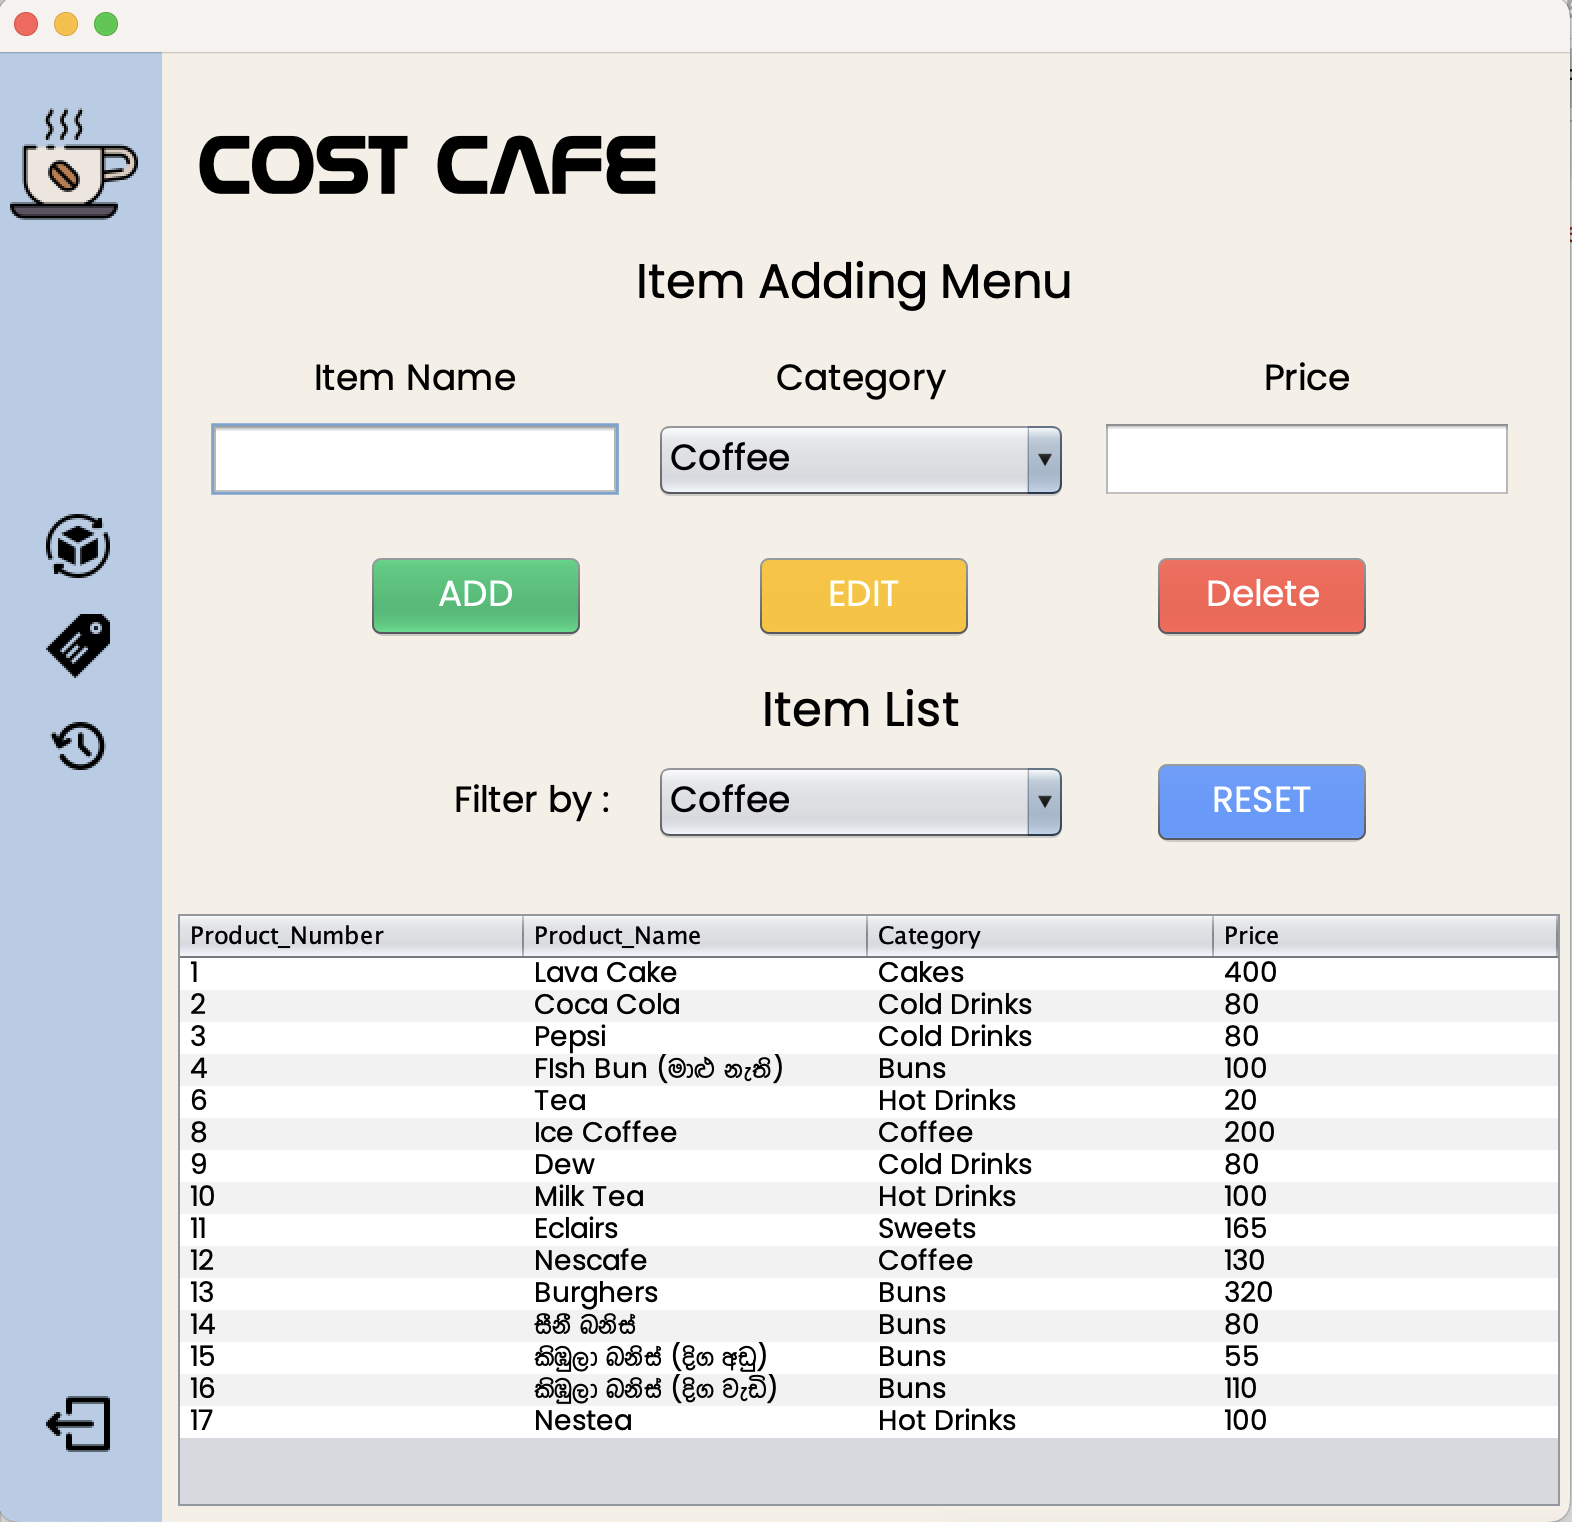 COST CAFE
Item Adding Menu
Item Name Category Price
Coffee
ADD EDIT Delete
Item List
Filter by : Coffee RESET
Product_Number Product_Name Category Price
1 Lava Cake Cakes 400
2 Coca Cola Cold Drinks 80
3 Pepsi Cold Drinks 80
4 FIsh Bun (මාළු නැති) Buns 100
6 Tea Hot Drinks 20
8 Ice Coffee Coffee 200
9 Dew Cold Drinks 80
10 Milk Tea Hot Drinks 100
11 Eclairs Sweets 165
12 Nescafe Coffee 130
13 Burghers Buns 320
14 සීනී බනිස් Buns 80
15 කිඹුලා බනිස් (දිග අඩු) Buns 55
16 කිඹුලා බනිස් (දිග වැඩි) Buns 110
17 Nestea Hot Drinks 100